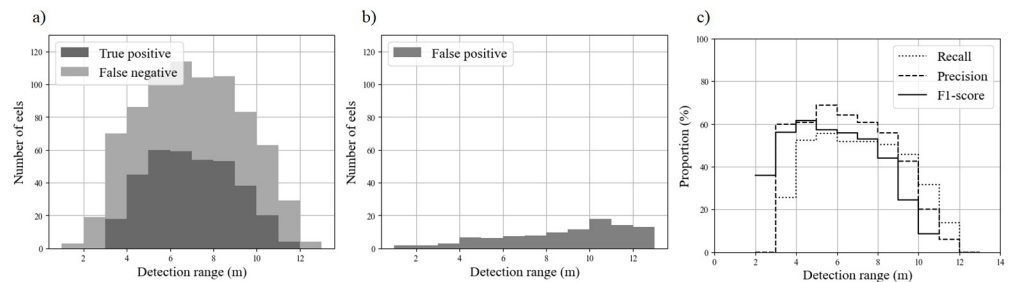 a)
True positive
False negative
Number of eels
0
20
40
60
80
100
120
2
4
6
8
10
12
Detection range (m)
b)
False positive
Number of eels
0
20
40
60
80
100
120
2
4
6
8
10
12
Detection range (m)
c)
Recall
Precision
F1-score
Proportion (%)
0
20
40
60
80
100
0
2
4
6
8
10
12
14
Detection range (m)